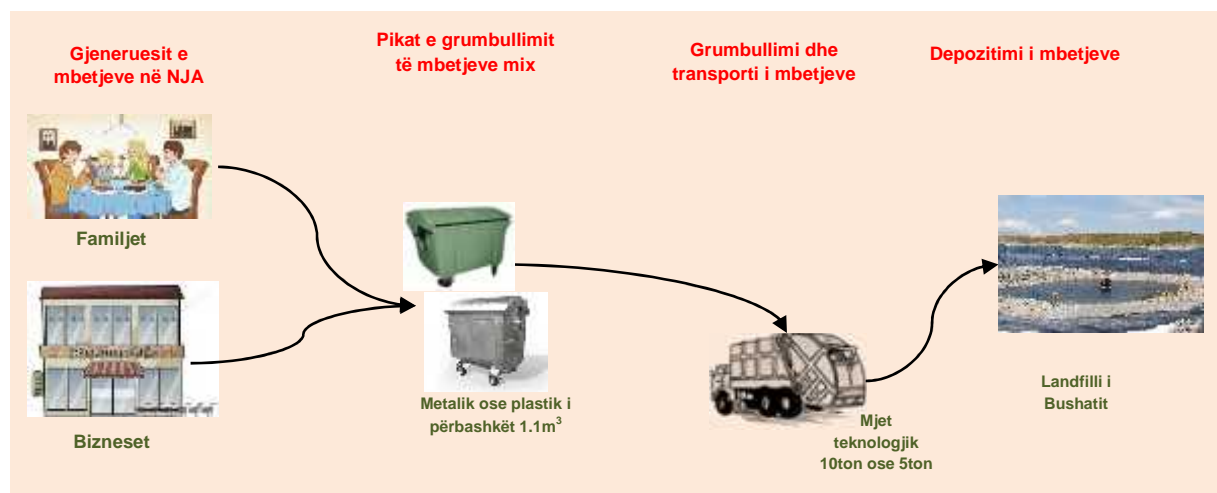 Gjeneruesit e
mbetjeve në NJA
Pikat e grumbullimit
të mbetjeve mix
Grumbullimi dhe
transporti i mbetjeve
Depozitimi i mbetjeve
Familjet
Bizneset
Metalik ose plastik i
përbashkët 1.1m³
Mjet
teknologjik
10ton ose 5ton
Landfilli i
Bushatit